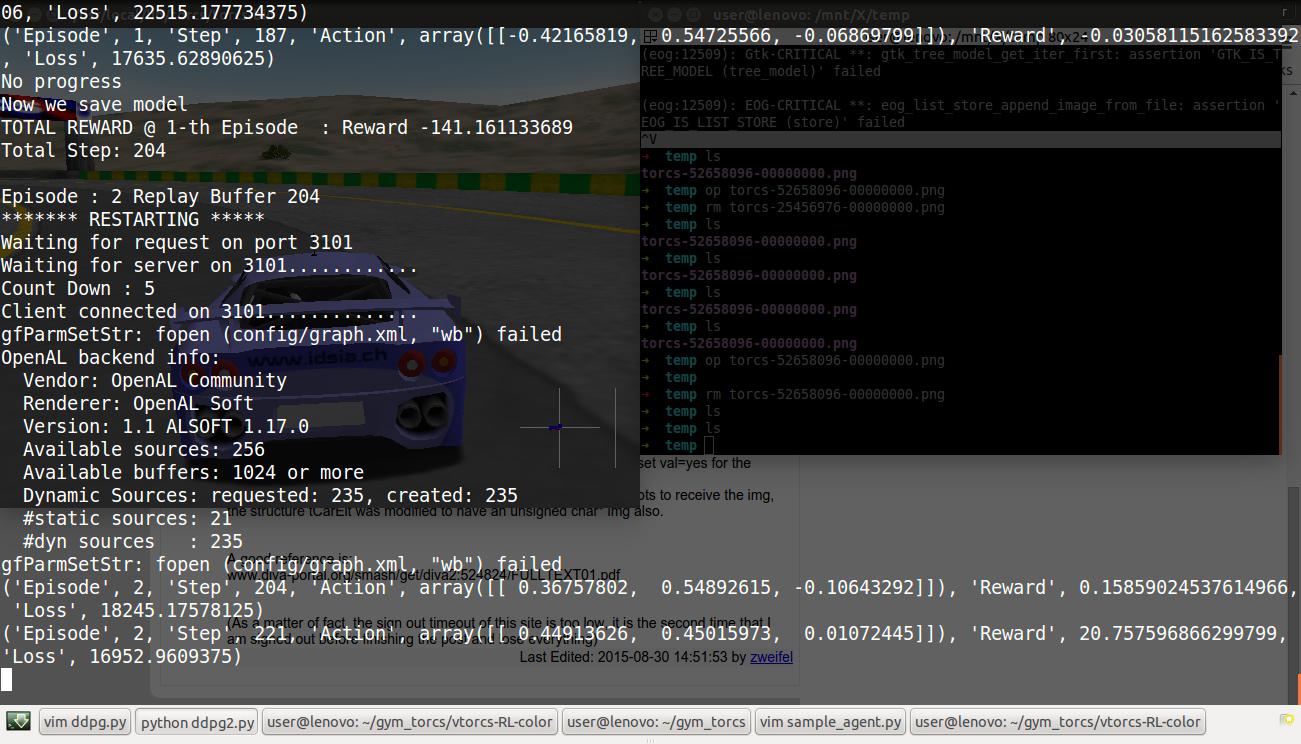 06, 'Loss', 22515.177734375)
('Episode', 1, 'Step', 187, 'Action', array([[-0.42165819,  0.54725566, -0.06869799]]), 'Reward', -0.03058115162583392
, 'Loss', 17635.62890625)
No progress
Now we save model
TOTAL REWARD @ 1-th Episode  : Reward -141.161133689
Total Step: 204
Episode : 2 Replay Buffer 204
******* RESTARTING *****
Waiting for request on port 3101
Waiting for server on 3101............
Count Down : 5
Client connected on 3101..............
gfParmSetStr: fopen (config/graph.xml, "wb") failed
OpenAL backend info:
  Vendor: OpenAL Community
  Renderer: OpenAL Soft
  Version: 1.1 ALSOFT 1.17.0
  Available sources: 256
  Available buffers: 1024 or more
  Dynamic Sources: requested: 235, created: 235
  #static sources: 21
  #dyn sources   : 235
gfParmSetStr: fopen (config/graph.xml, "wb") failed
('Episode', 2, 'Step', 204, 'Action', array([[ 0.36757802,  0.54892615, -0.10643292]]), 'Reward', 0.15859024537614966,
 'Loss', 18245.17578125)
('Episode', 2, 'Step', 221, 'Action', array([[ 0.44913626,  0.45015973,  0.01072445]]), 'Reward', 20.757596866299799,
'Loss', 16952.9609375)
www.idsia.ch
user@lenovo: /mnt/X/temp
(eog:12509): Gtk-CRITICAL **: gtk_tree_model_get_iter_first: assertion 'GTK_IS_T
REE_MODEL (tree_model)' failed
(eog:12509): EOG-CRITICAL **: eog_list_store_append_image_from_file: assertion '
EOG_IS_LIST_STORE (store)' failed
^V
→ temp ls
torcs-52658096-00000000.png
→ temp op torcs-52658096-00000000.png
→ temp rm torcs-25456976-00000000.png
→ temp ls
torcs-52658096-00000000.png
→ temp ls
torcs-52658096-00000000.png
→ temp ls
torcs-52658096-00000000.png
→ temp ls
torcs-52658096-00000000.png
→ temp op torcs-52658096-00000000.png
→ temp
→ temp rm torcs-52658096-00000000.png
→ temp ls
→ temp ls
→ temp
set val=yes for the
ots to receive the img,
the structure tCarElt was modified to have an unsigned char* img also.
A good reference is:
www.diva-portal.org/smash/get/diva2:524824/FULLTEXT01.pdf
(As a matter of fact, the sign out timeout of this site is too low, it is the second time that I
am signed out before finishing the post and lose everything)
Last Edited: 2015-08-30 14:51:53 by zweifel
vim ddpg.py
python ddpg2.py
user@lenovo: ~/gym_torcs/vtorcs-RL-color
user@lenovo: ~/gym_torcs
vim sample_agent.py
user@lenovo: ~/gym_torcs/vtorcs-RL-color